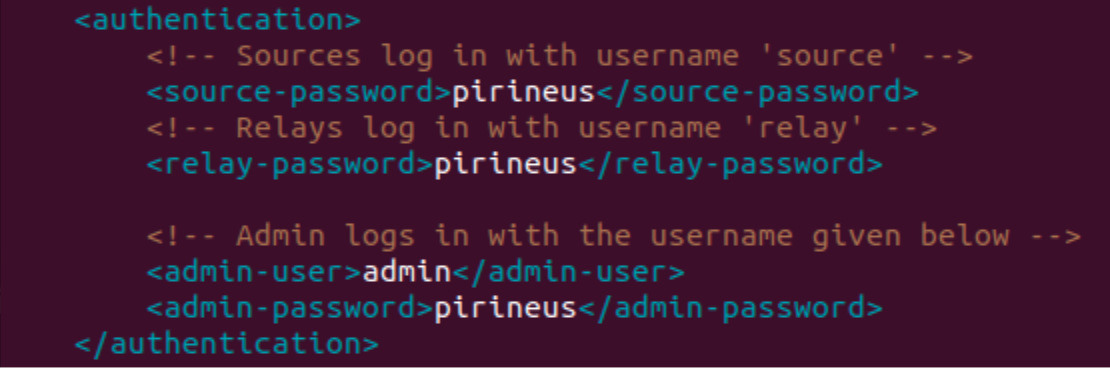 <authentication>
<!-- Sources log in with username 'source' -->
<source-password>pirineus</source-password>
<!-- Relays log in with username 'relay' -->
<relay-password>pirineus</relay-password>
<!-- Admin logs in with the username given below -->
<admin-user>admin</admin-user>
<admin-password>pirineus</admin-password>
</authentication>